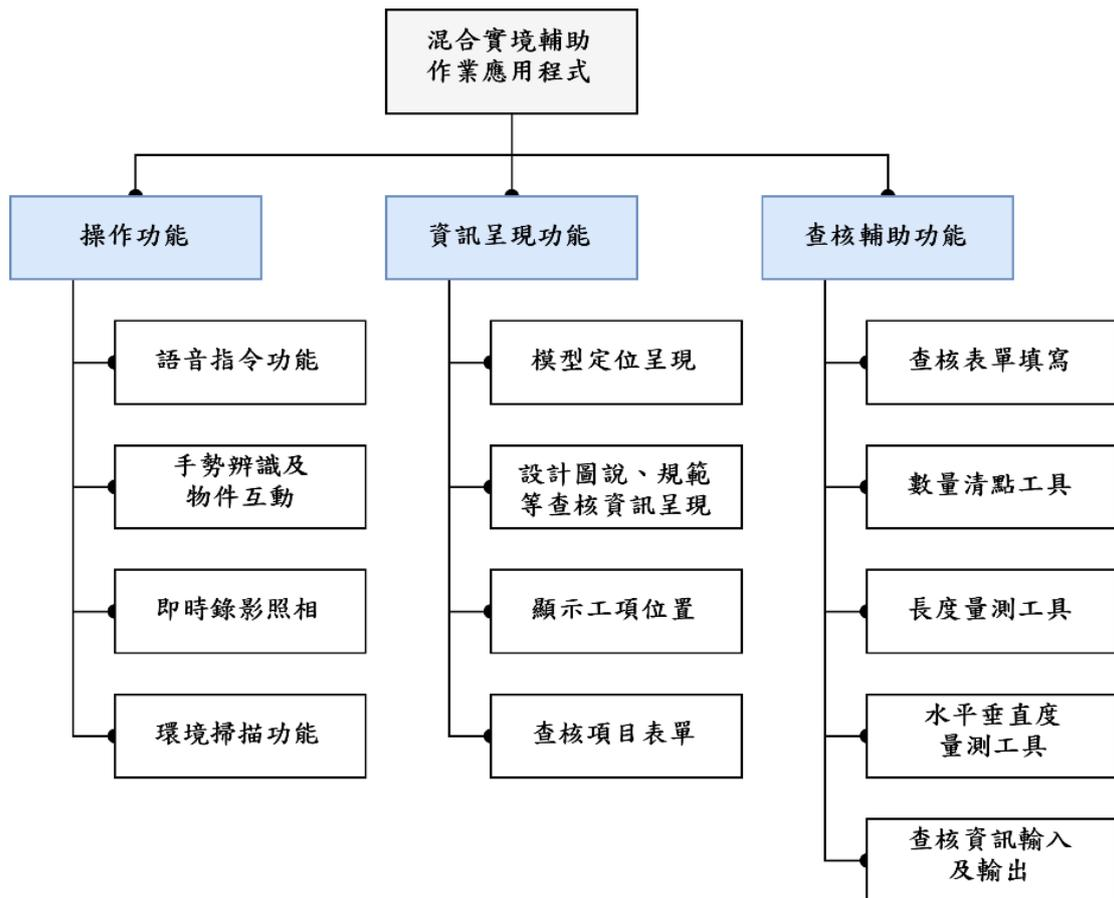 混合實境輔助
作業應用程式
操作功能
資訊呈現功能
查核輔助功能
語音指令功能
手勢辨識及
物件互動
即時錄影照相
環境掃描功能
模型定位呈現
設計圖說、規範
等查核資訊呈現
顯示工項位置
查核項目表單
查核表單填寫
數量清點工具
長度量測工具
水平垂直度
量測工具
查核資訊輸入
及輸出